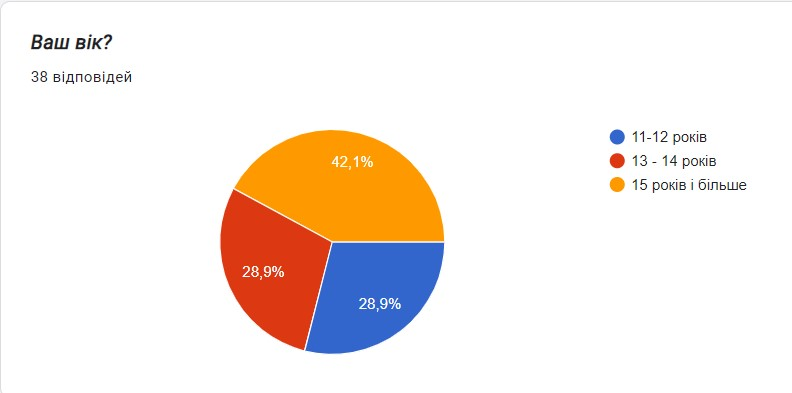 Ваш вік?
38 відповідей
42,1%
28,9%
28,9%
11-12 років
13 - 14 років
15 років і більше